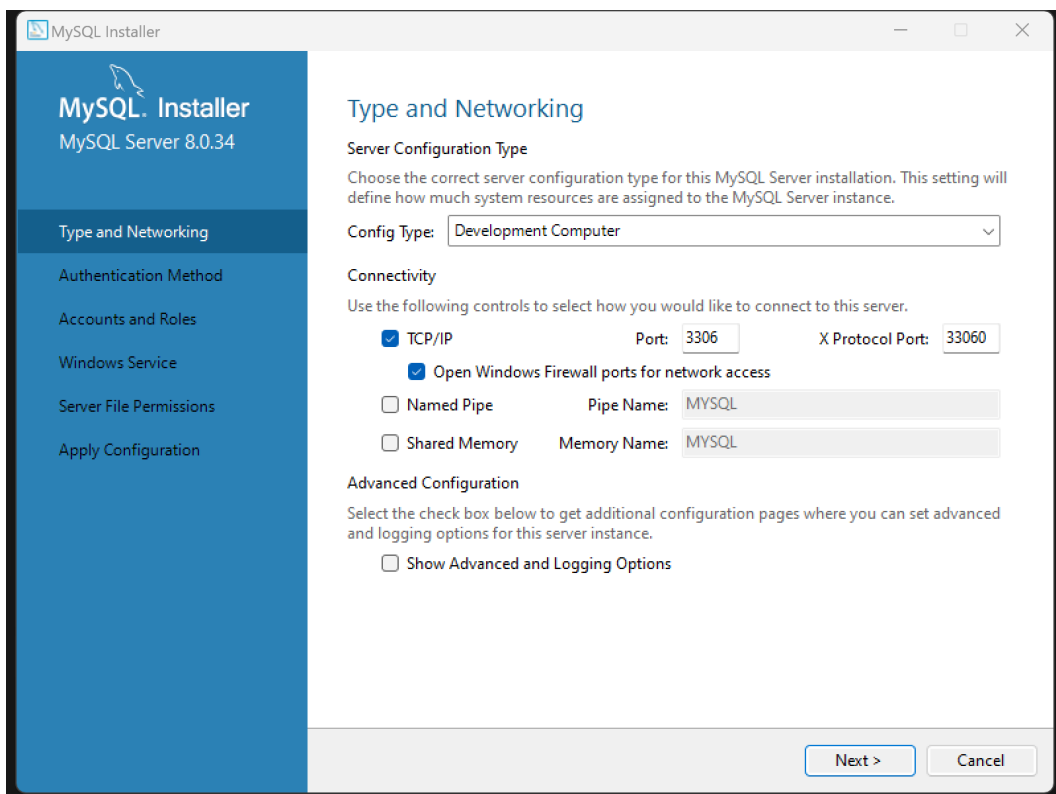 MySQL Installer
MySQL. Installer
MySQL Server 8.0.34
Type and Networking
Authentication Method
Accounts and Roles
Windows Service
Server File Permissions
Apply Configuration
Type and Networking
Server Configuration Type
Choose the correct server configuration type for this MySQL Server installation. This setting will
define how much system resources are assigned to the MySQL Server instance.
Config Type: Development Computer
Connectivity
Use the following controls to select how you would like to connect to this server.
TCP/IP Port: 3306 X Protocol Port: 33060
Open Windows Firewall ports for network access
Named Pipe Pipe Name: MYSQL
Shared Memory Memory Name: MYSQL
Advanced Configuration
Select the check box below to get additional configuration pages where you can set advanced
and logging options for this server instance.
Show Advanced and Logging Options
Next > Cancel